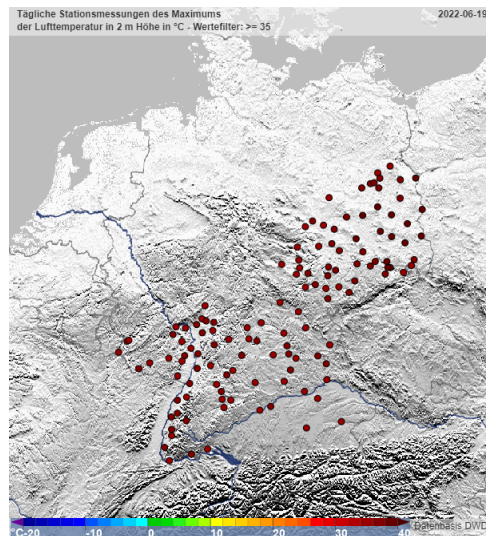 Tägliche Stationsmessungen des Maximums 2022-06-19
der Lufttemperatur in 2 m Höhe in °C - Wertefilter: >= 35
°C-20 -10 0 10 20 30 40 Datenbasis DWD